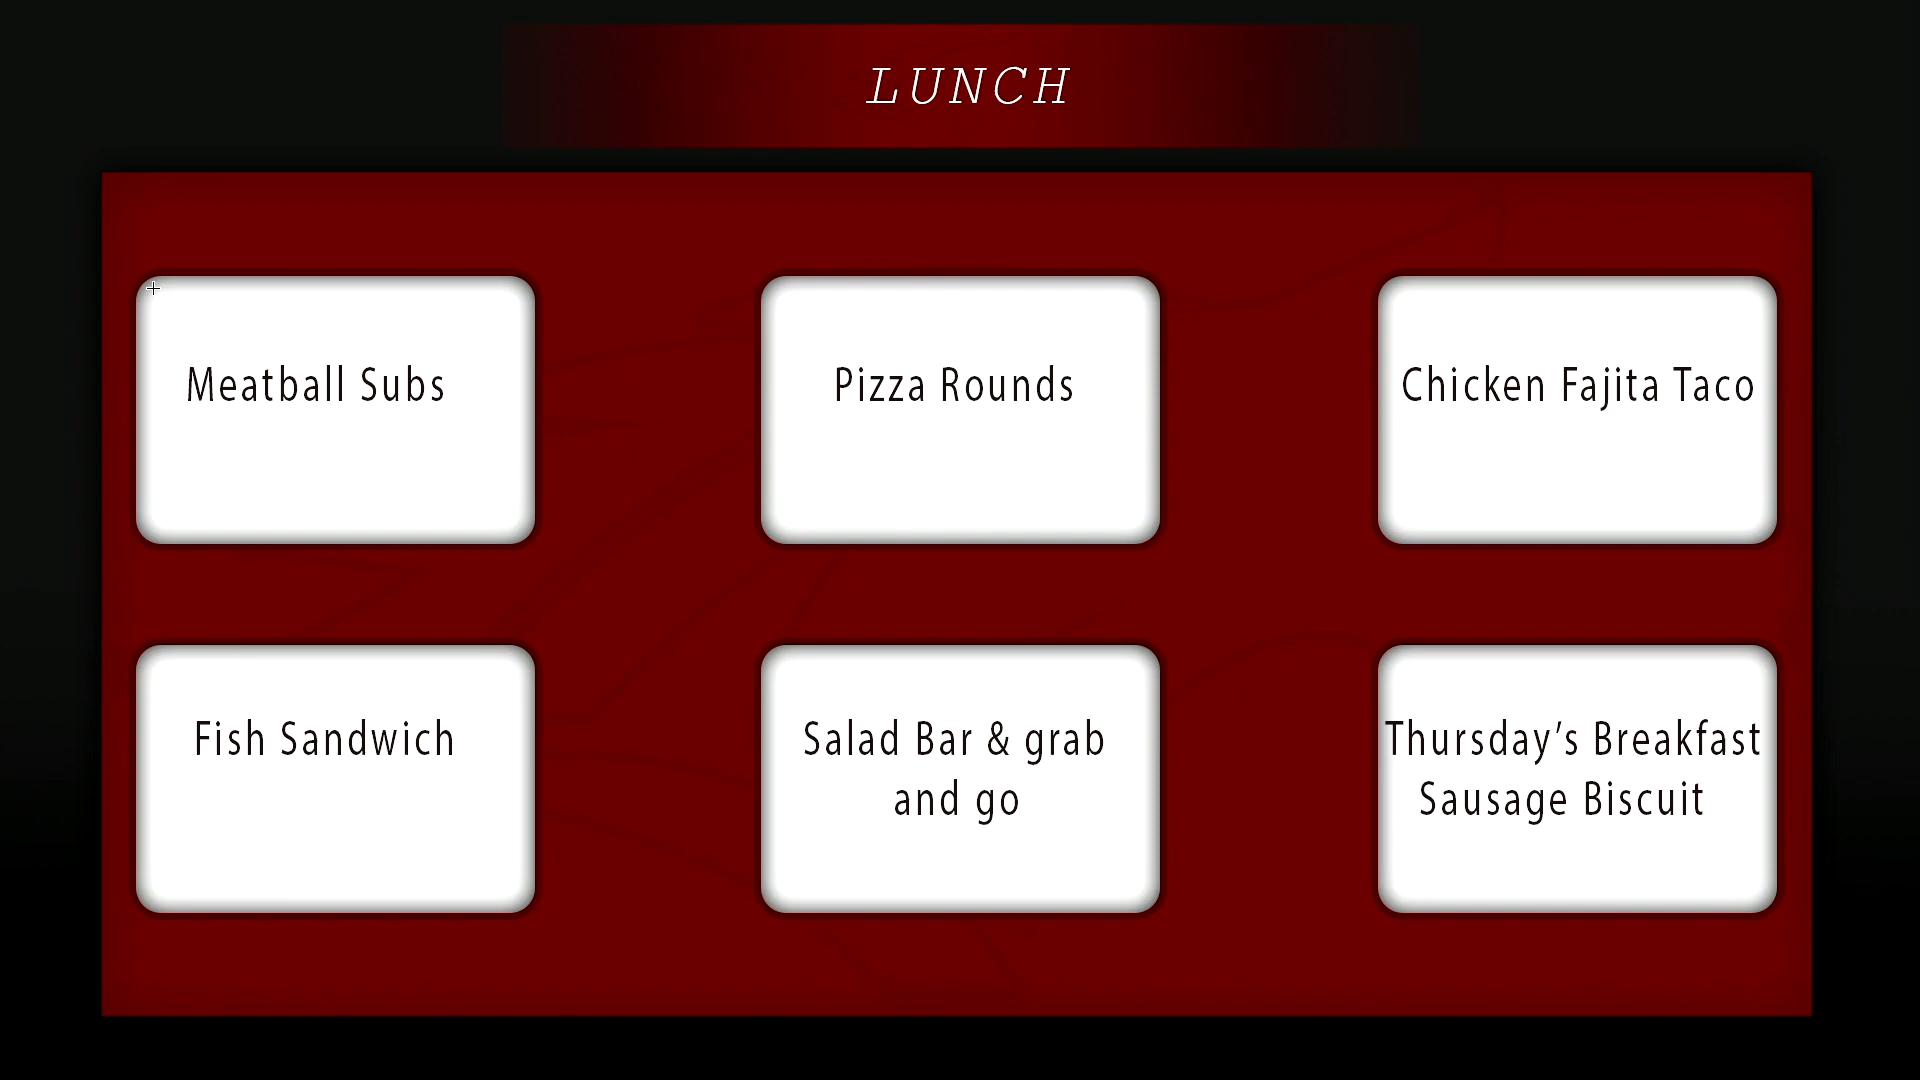 LUNCH
Meatball Subs
Pizza Rounds
Chicken Fajita Taco
Fish Sandwich
Salad Bar & grab
and go
Thursday’s Breakfast
Sausage Biscuit